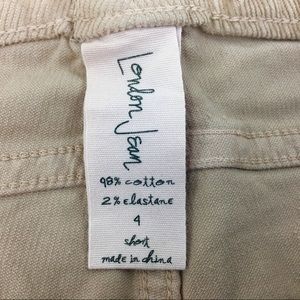 London Jean
98% cotton
2% elastane
4
short
made in china